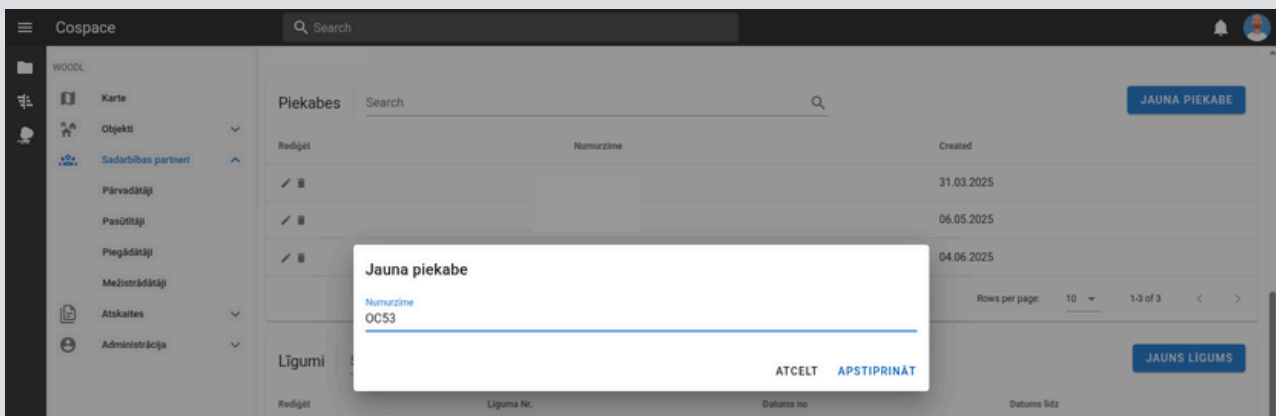 Cospace
Search
WOODL
Karte
Objekti
Sadarbības partneri
Pārvadātāji
Pasūtītāji
Piegādātāji
Mežistrādātāji
Atskaites
Administrācija
Piekabes Search
JAUNA PIEKABE
Rediģēt Numurzīme Created
31.03.2025
06.05.2025
04.06.2025
Rows per page: 10 1-3 of 3
Jauna piekabe
Numurzīme
OC53
ATCELT APSTIPRINĀT
Līgumi
JAUNS LĪGUMS
Rediģēt Līguma Nr. Datums no Datums līdz